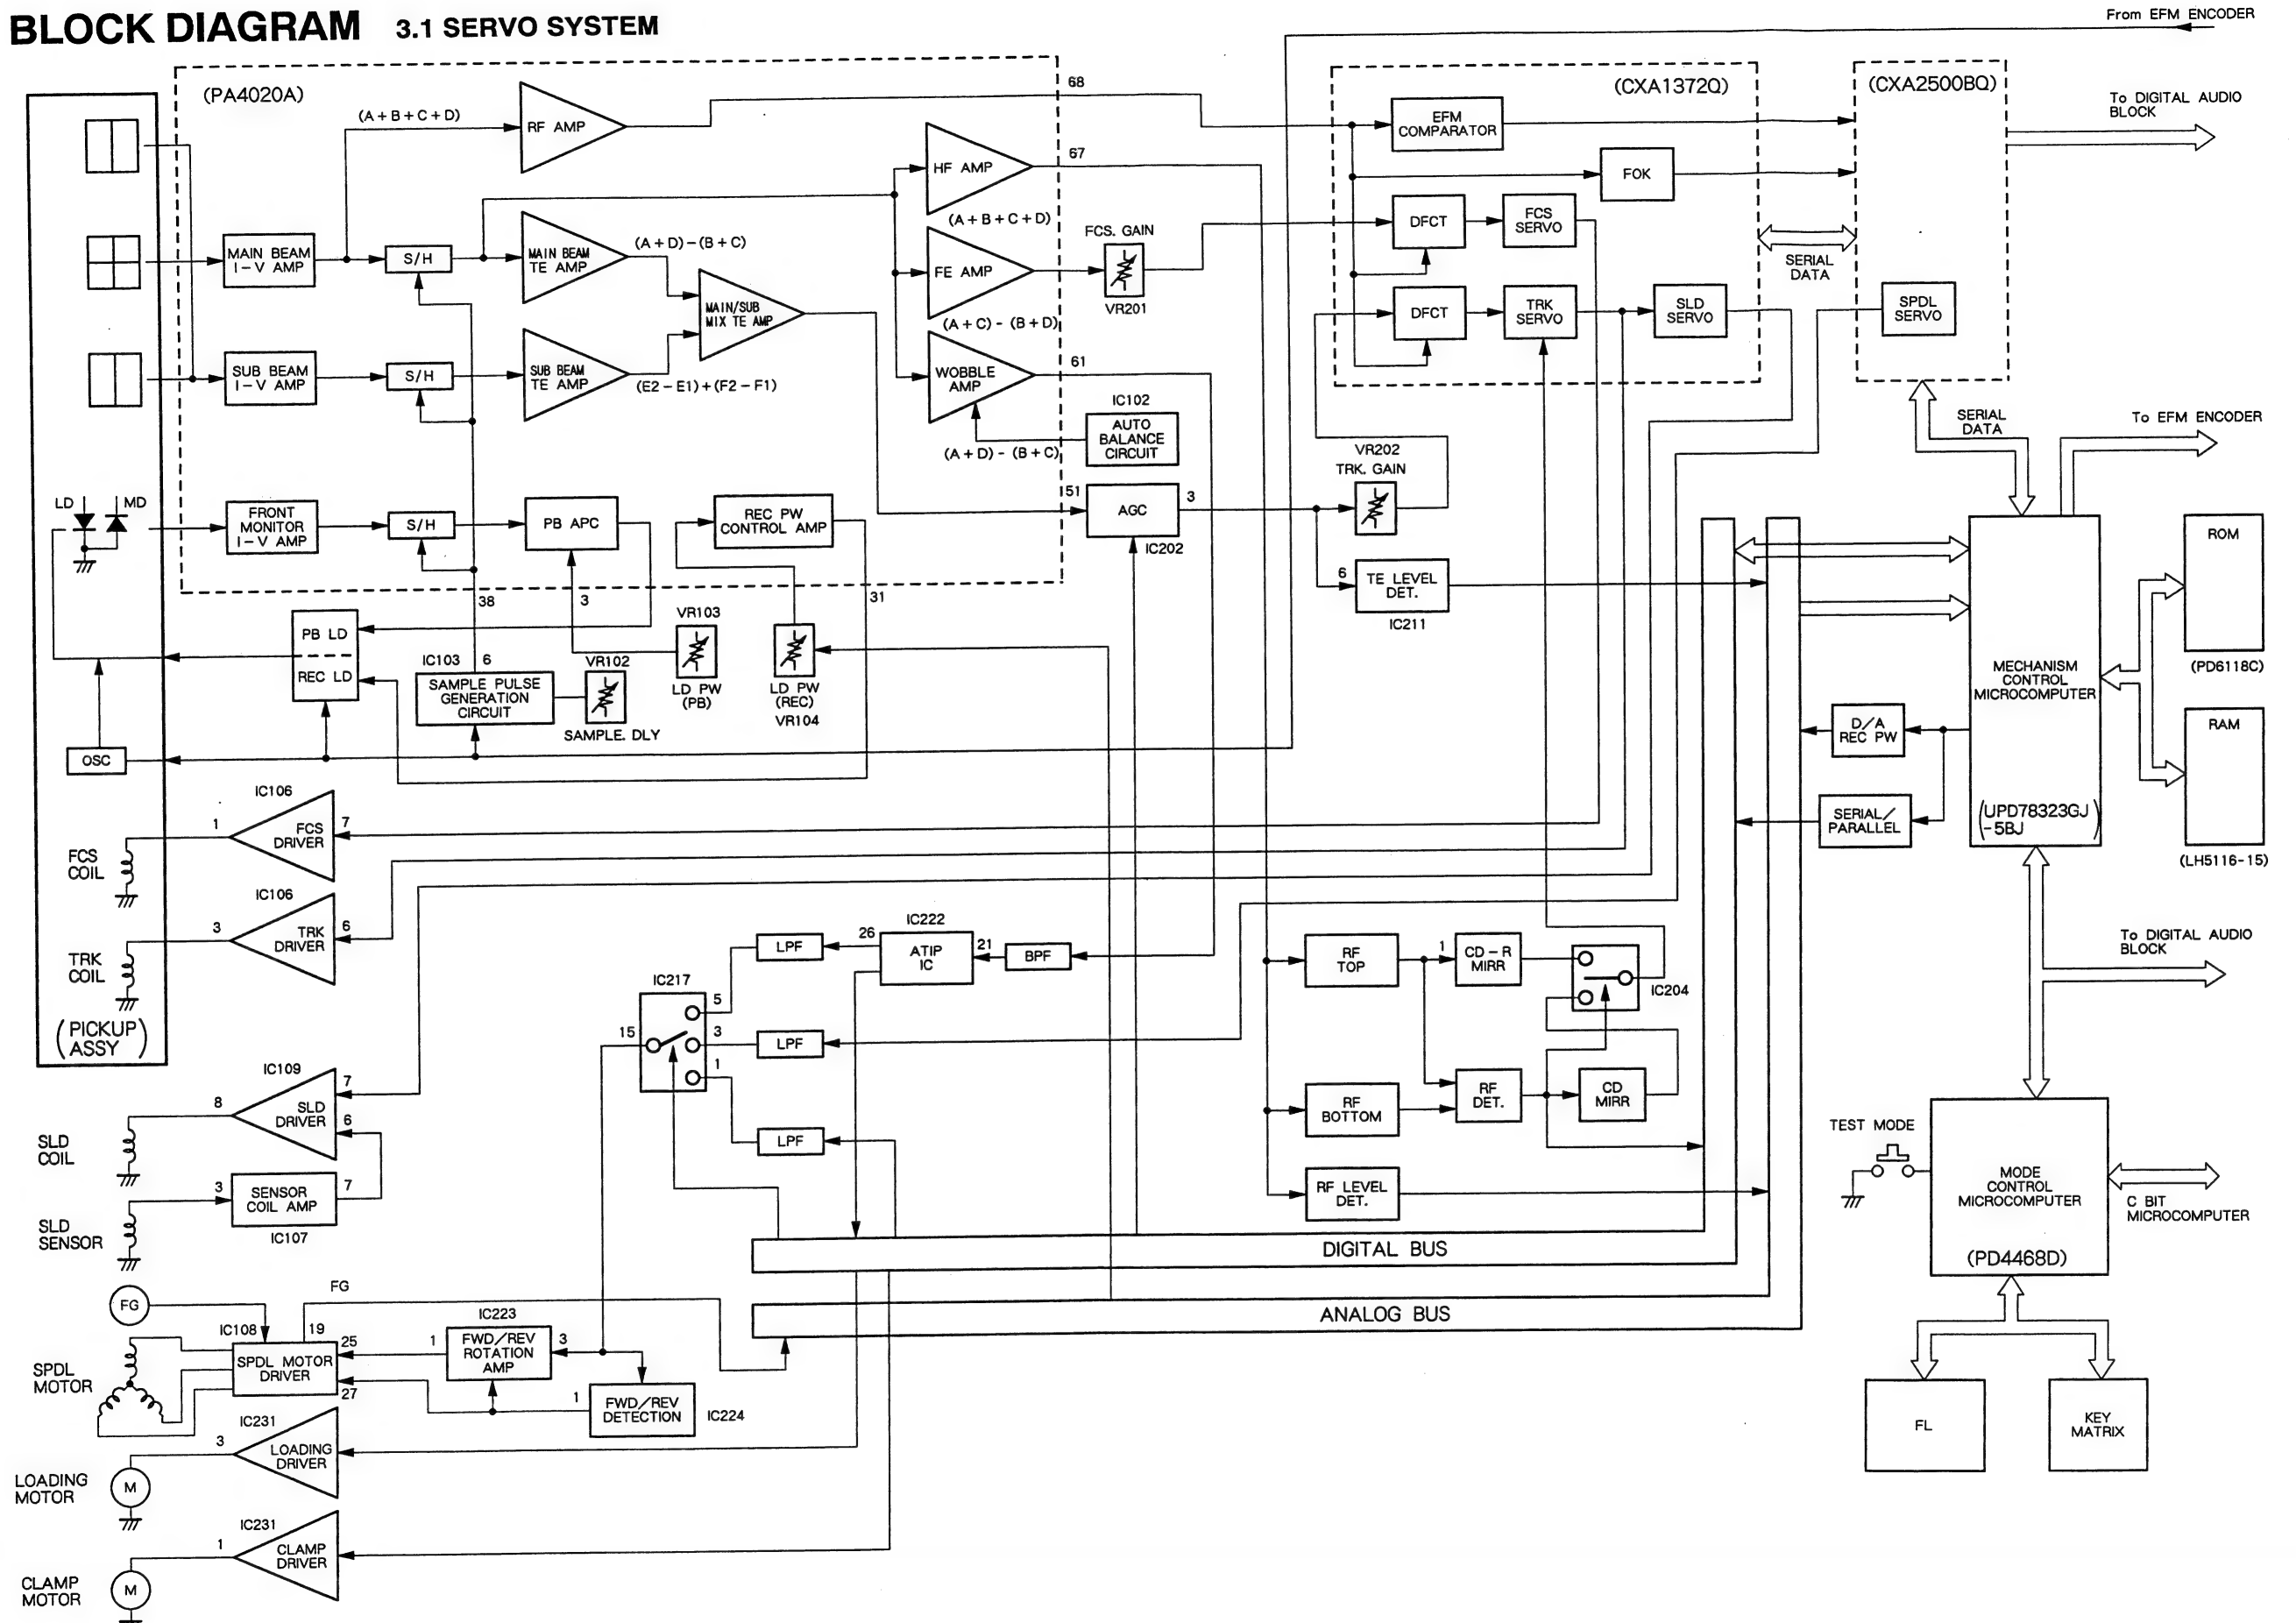 BLOCK DIAGRAM 3.1 SERVO SYSTEM
From EFM ENCODER
(PA4020A)
(A+B+C+D)
RF AMP
68
HF AMP
67
(A+B+C+D)
MAIN BEAM
I-V AMP
S/H
MAIN BEAM
TE AMP
(A+D)-(B+C)
MAIN/SUB
MIX TE AMP
FE AMP
(A+C)-(B+D)
SUB BEAM
I-V AMP
S/H
SUB BEAM
TE AMP
(E2-E1)+(F2-F1)
WOBBLE
AMP
61
(A+D)-(B+C)
IC102
AUTO
BALANCE
CIRCUIT
FCS. GAIN
VR201
LD
MD
FRONT
MONITOR
I-V AMP
S/H
PB APC
REC PW
CONTROL AMP
51
AGC
3
IC202
38
3
31
(CXA1372Q)
EFM
COMPARATOR
FOK
DFCT
FCS
SERVO
DFCT
TRK
SERVO
SLD
SERVO
SERIAL
DATA
(CXA2500BQ)
SPDL
SERVO
To DIGITAL AUDIO
BLOCK
SERIAL
DATA
To EFM ENCODER
VR202
TRK. GAIN
6
TE LEVEL
DET.
IC211
PB LD
REC LD
IC103
6
SAMPLE PULSE
GENERATION
CIRCUIT
VR102
SAMPLE. DLY
VR103
LD PW
(PB)
LD PW
(REC)
VR104
OSC
MECHANISM
CONTROL
MICROCOMPUTER
(UPD78323GJ
-5BJ)
ROM
(PD6118C)
RAM
(LH5116-15)
D/A
REC PW
SERIAL/
PARALLEL
IC106
1
FCS
DRIVER
7
FCS
COIL
IC106
3
TRK
DRIVER
6
TRK
COIL
(PICKUP
ASSY)
IC109
8
SLD
DRIVER
7
6
SLD
COIL
3
SENSOR
COIL AMP
7
IC107
SLD
SENSOR
IC217
15
5
3
1
LPF
LPF
LPF
26
IC222
ATIP
IC
21
BPF
RF
TOP
1
CD-R
MIRR
IC204
RF
BOTTOM
RF
DET.
CD
MIRR
RF LEVEL
DET.
DIGITAL BUS
ANALOG BUS
To DIGITAL AUDIO
BLOCK
TEST MODE
MODE
CONTROL
MICROCOMPUTER
(PD4468D)
C BIT
MICROCOMPUTER
FL
KEY
MATRIX
FG
FG
IC108
19
SPDL MOTOR
DRIVER
25
27
SPDL
MOTOR
IC223
1
FWD/REV
ROTATION
AMP
3
1
FWD/REV
DETECTION
IC224
IC231
3
LOADING
DRIVER
M
LOADING
MOTOR
IC231
1
CLAMP
DRIVER
M
CLAMP
MOTOR